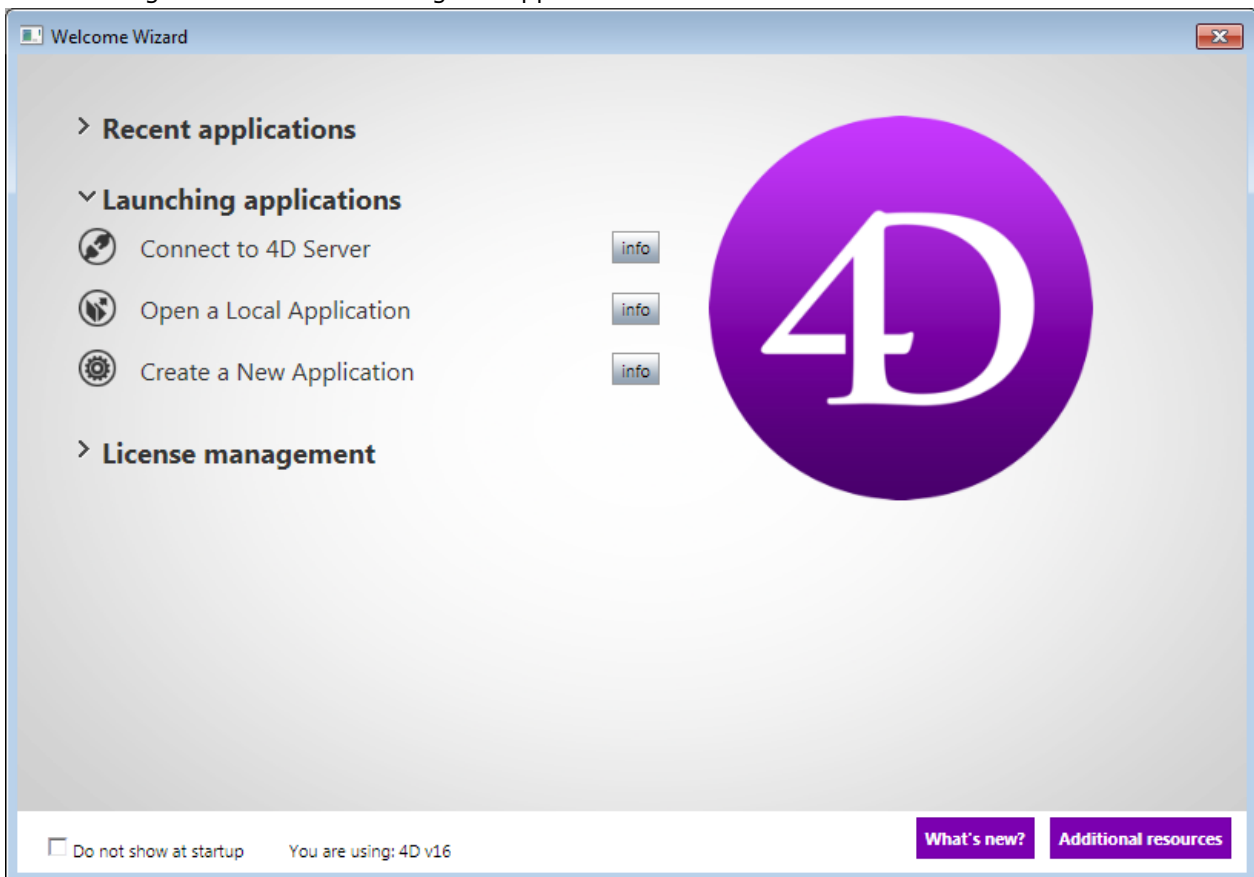 Welcome Wizard
Recent applications
Launching applications
Connect to 4D Server info
Open a Local Application info
Create a New Application info
License management
4D
Do not show at startup You are using: 4D v16 What's new? Additional resources